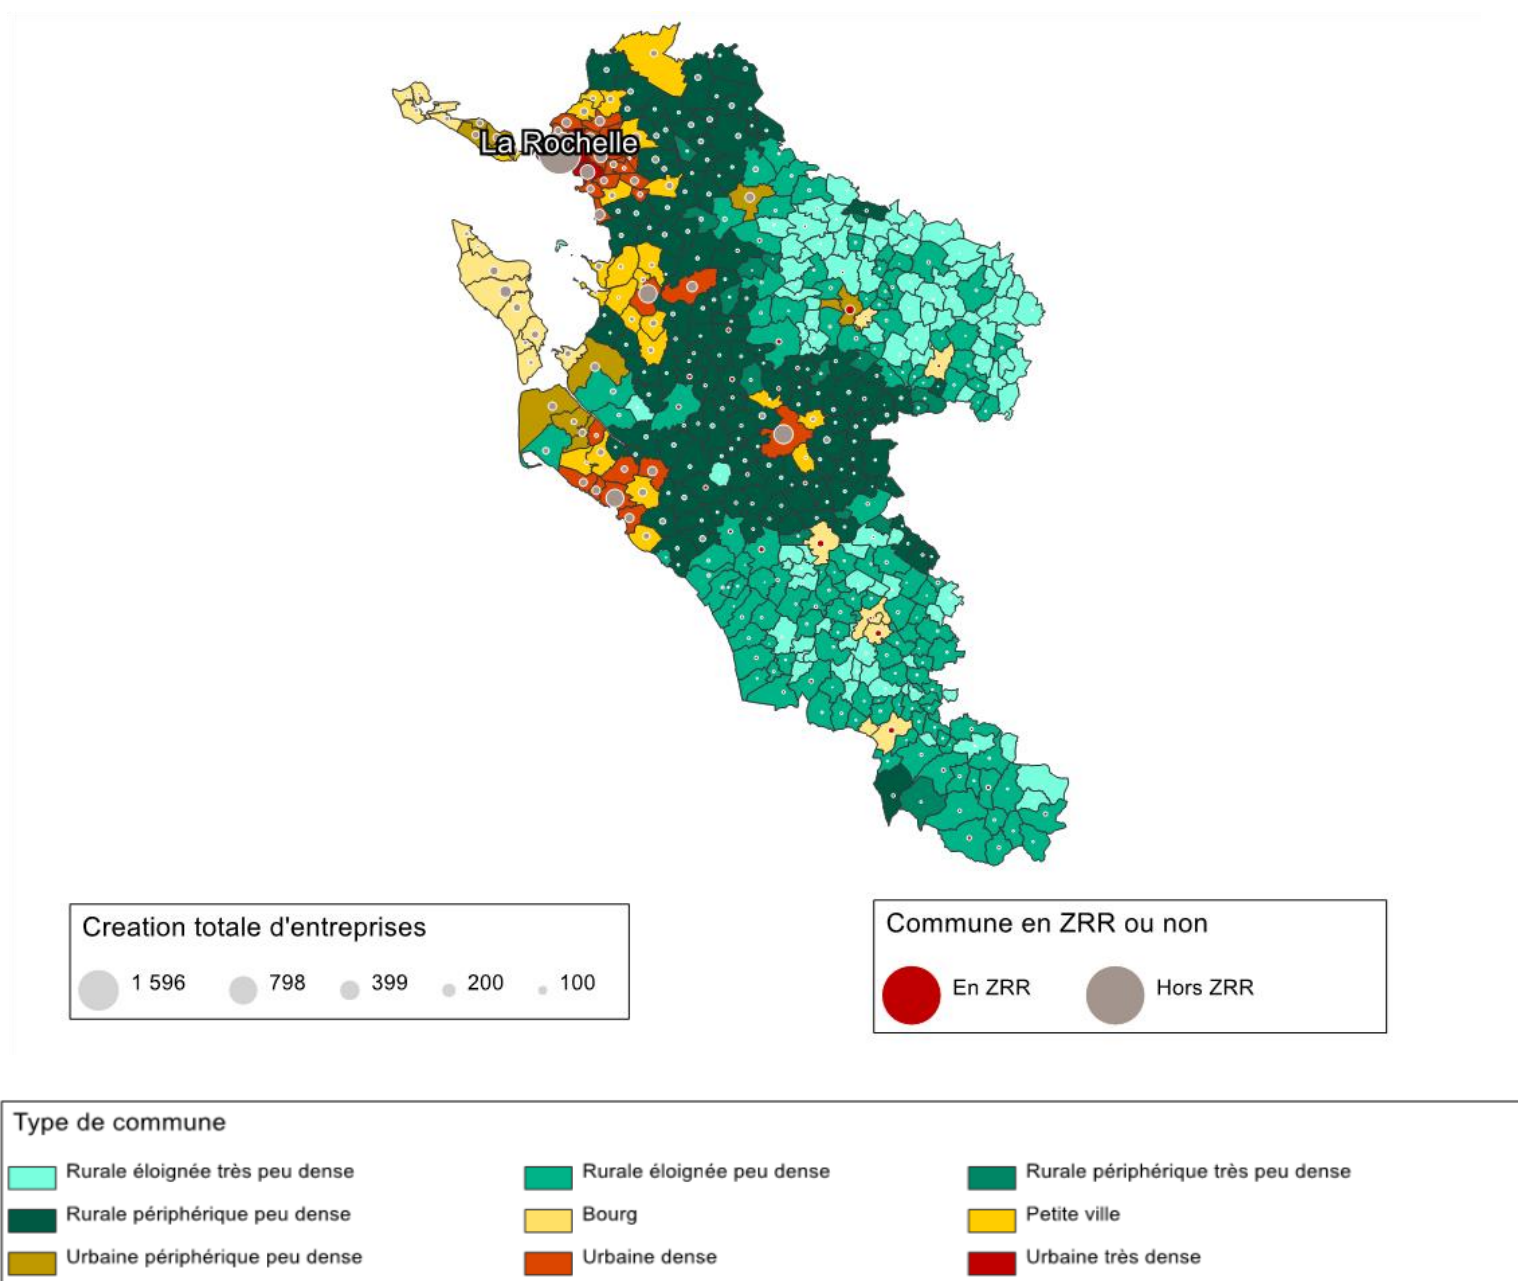 La Rochelle
Creation totale d'entreprises
1 596 798 399 200 100
Commune en ZRR ou non
En ZRR Hors ZRR
Type de commune
Rurale éloignée très peu dense Rurale éloignée peu dense Rurale périphérique très peu dense
Rurale périphérique peu dense Bourg Petite ville
Urbaine périphérique peu dense Urbaine dense Urbaine très dense